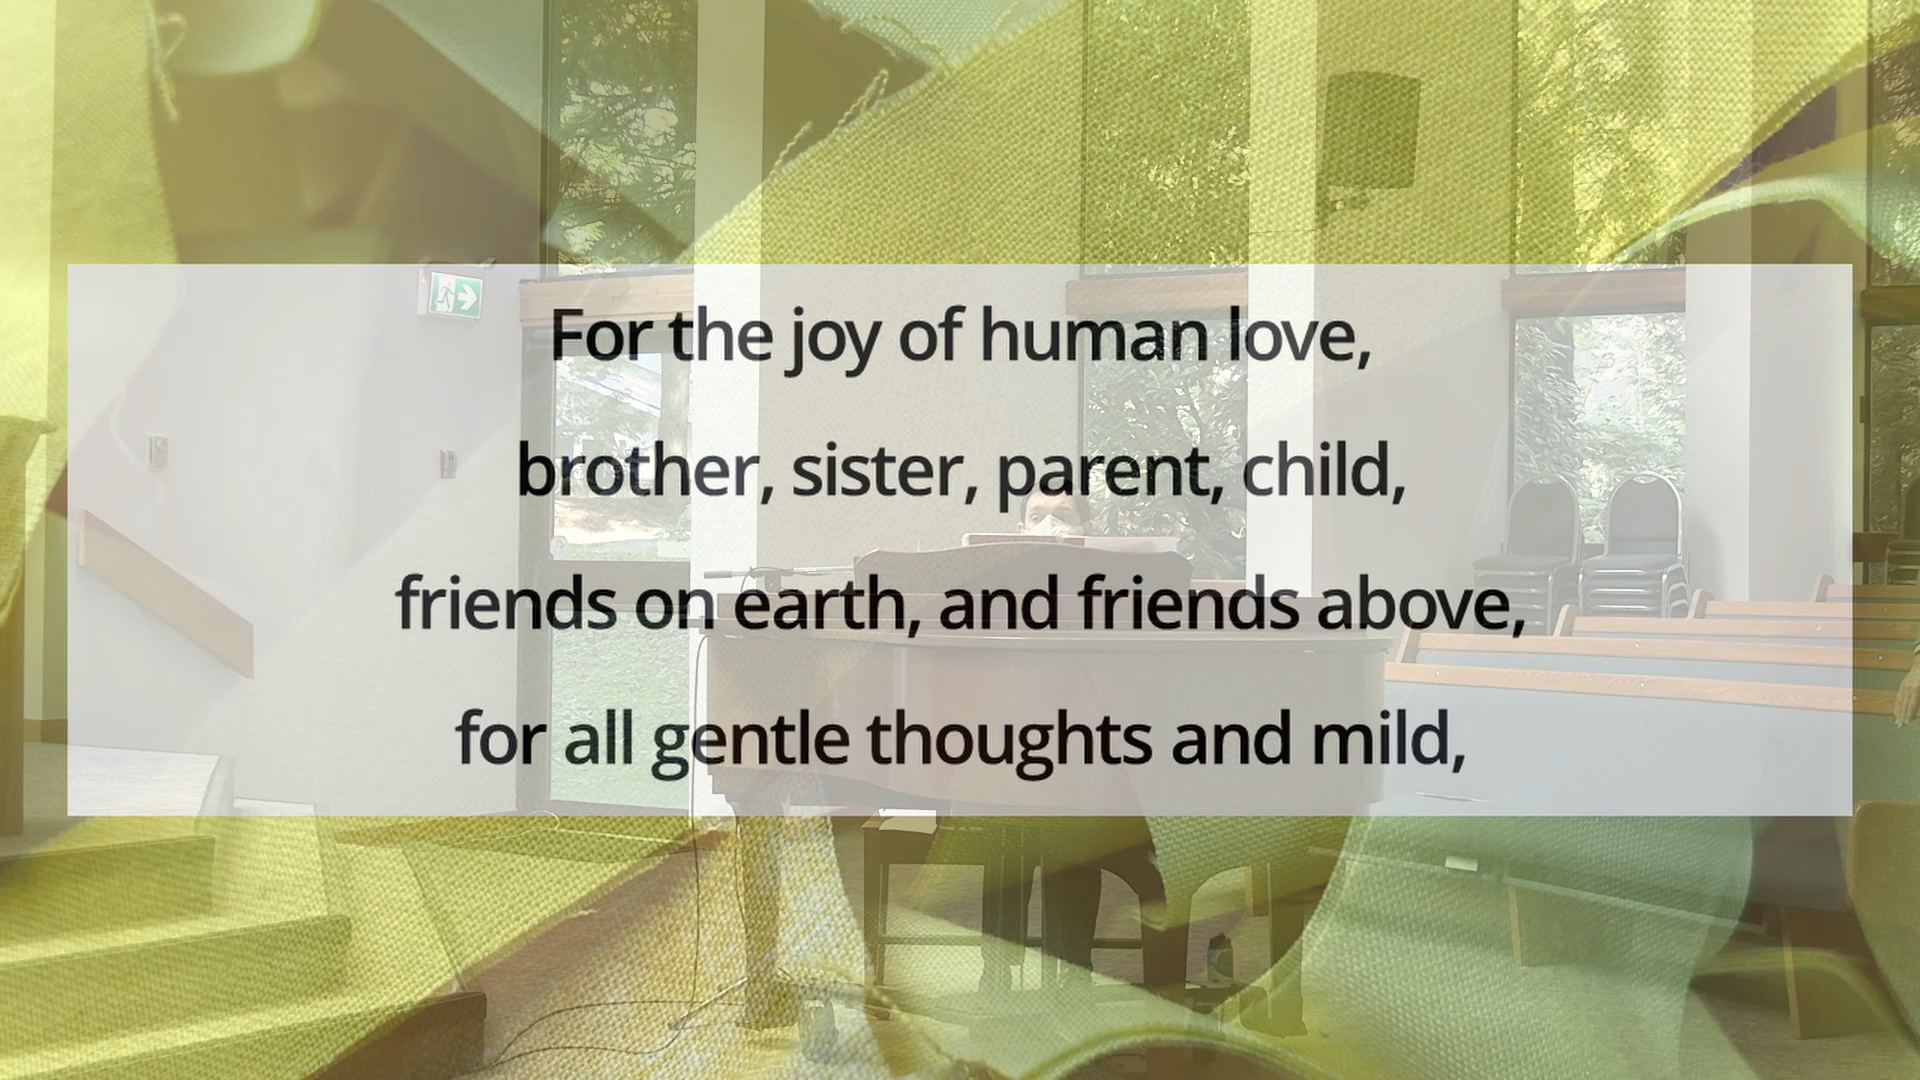 For the joy of human love,
brother, sister, parent, child,
friends on earth, and friends above,
for all gentle thoughts and mild,